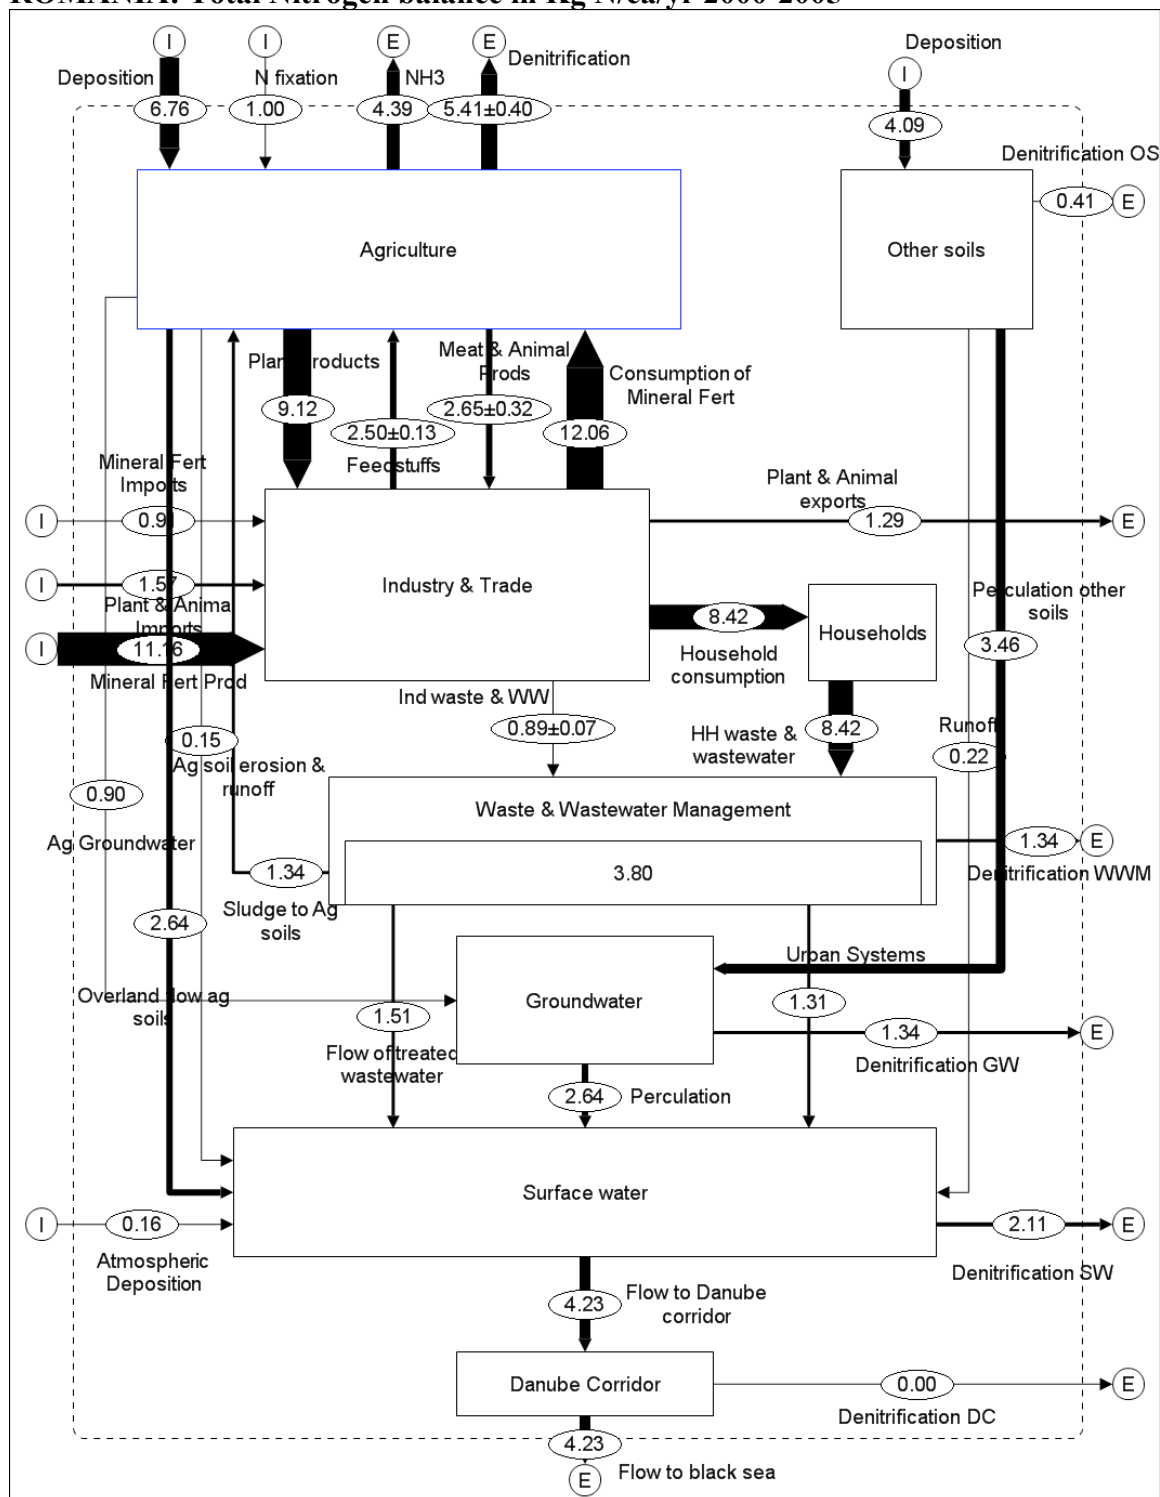 ROMANIA: Total Nitrogen balance in Kg N/ca/yr 2000-2005
I
I
E
E
Denitrification
Deposition
I
Deposition
N fixation
NH3
6.76
1.00
4.39
5.41±0.40
4.09
Denitrification OS
0.41
E
Agriculture
Other soils
Plant Products
Meat & Animal
Prods
Consumption of
Mineral Fert
9.12
2.50±0.13
2.65±0.32
12.06
Feedstuffs
Mineral Fert
Imports
Plant & Animal
exports
I
0.91
1.29
E
I
1.57
Industry & Trade
Plant & Animal
Imports
Perculation other
soils
I
11.16
8.42
Households
3.46
Mineral Fert Prod
Household
consumption
Ind waste & WW
0.89±0.07
HH waste &
wastewater
8.42
Runoff
0.22
0.15
Ag soil erosion &
runoff
0.90
Waste & Wastewater Management
Ag Groundwater
1.34
E
3.80
1.34
Denitrification WWM
Sludge to Ag
soils
2.64
Urban Systems
Overland flow ag
soils
Groundwater
1.51
1.31
1.34
E
Flow of treated
wastewater
Denitrification GW
2.64
Perculation
Surface water
I
0.16
2.11
E
Atmospheric
Deposition
Denitrification SW
4.23
Flow to Danube
corridor
Danube Corridor
0.00
E
Denitrification DC
4.23
Flow to black sea
E